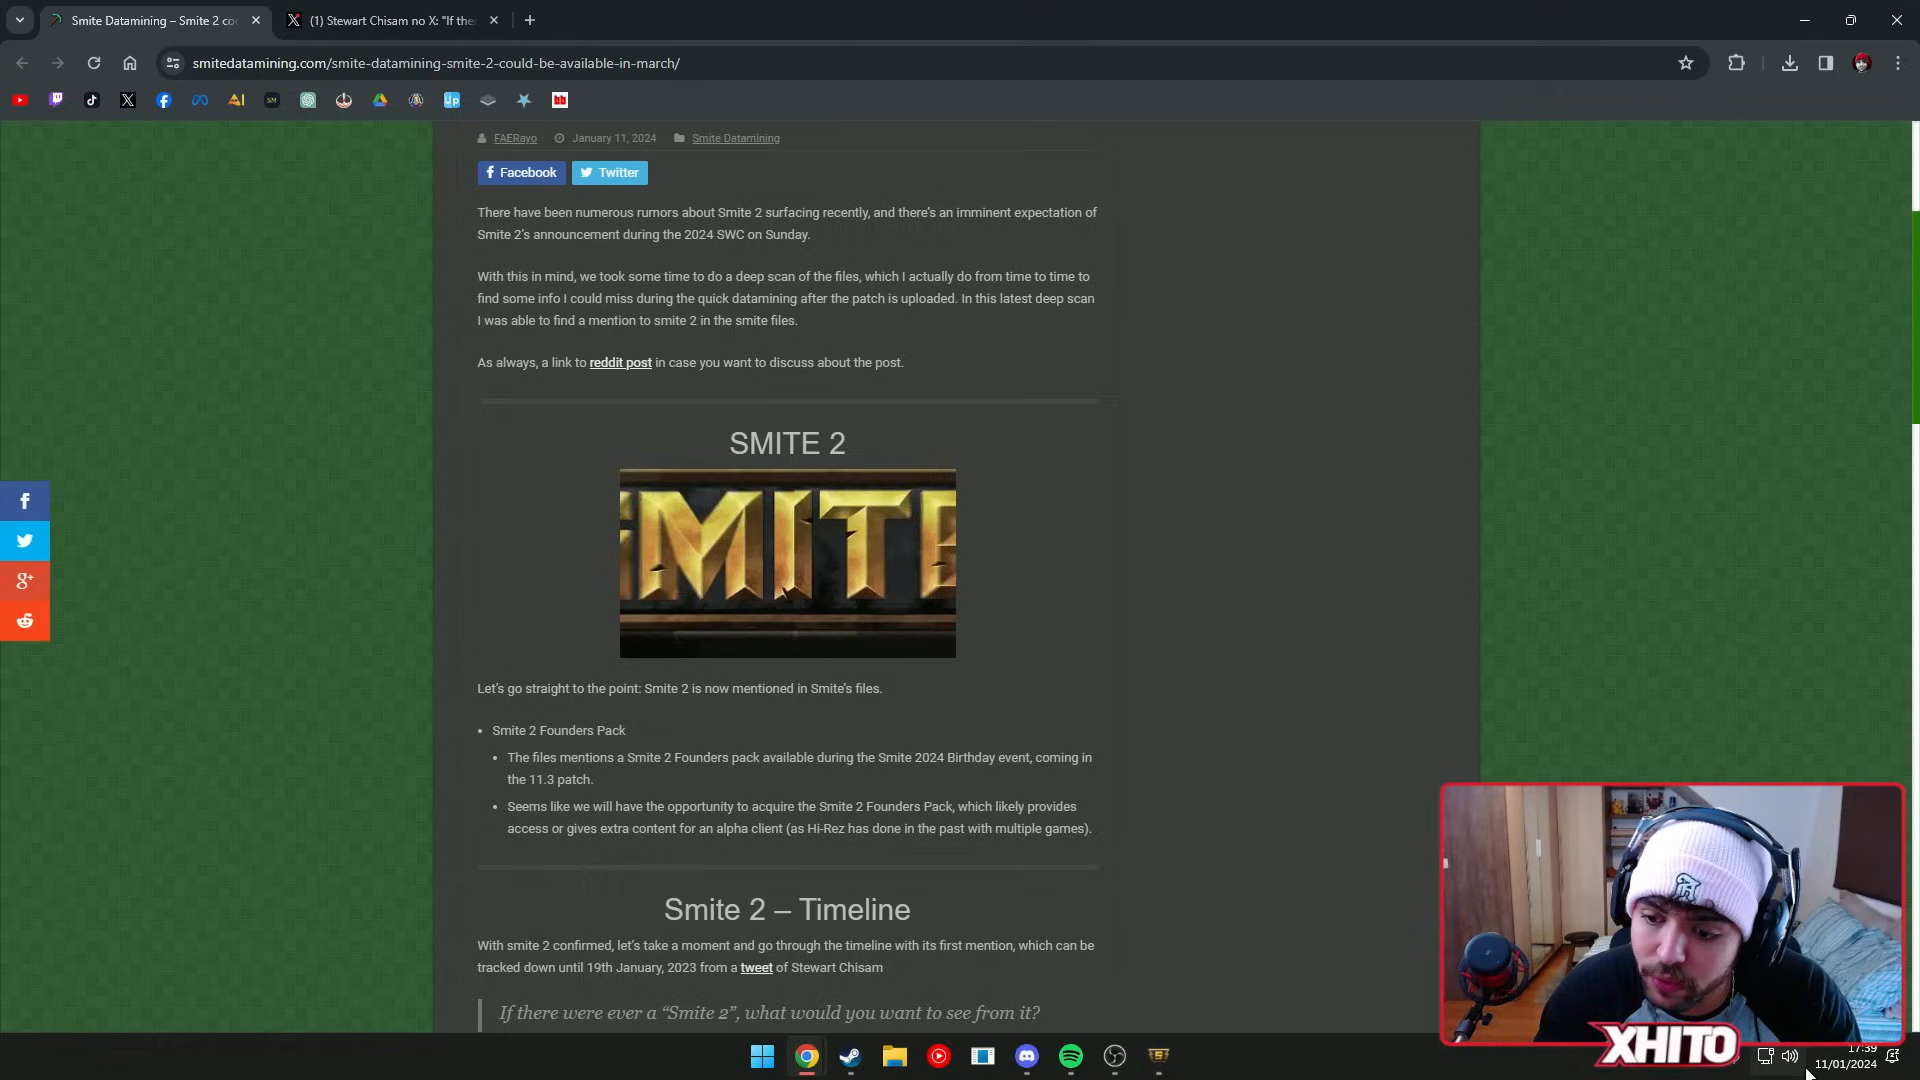 Smite Datamining – Smite 2 co
(1) Stewart Chisam no X: "If the
smitedatamining.com/smite-datamining-smite-2-could-be-available-in-march/
SM
Up
bb
FAERayo January 11, 2024 Smite Datamining
Facebook Twitter
There have been numerous rumors about Smite 2 surfacing recently, and there's an imminent expectation of
Smite 2's announcement during the 2024 SWC on Sunday.
With this in mind, we took some time to do a deep scan of the files, which I actually do from time to time to
find some info I could miss during the quick datamining after the patch is uploaded. In this latest deep scan
I was able to find a mention to smite 2 in the smite files.
As always, a link to reddit post in case you want to discuss about the post.
SMITE 2
SMITE
Let's go straight to the point: Smite 2 is now mentioned in Smite's files.
• Smite 2 Founders Pack
• The files mentions a Smite 2 Founders pack available during the Smite 2024 Birthday event, coming in
the 11.3 patch.
• Seems like we will have the opportunity to acquire the Smite 2 Founders Pack, which likely provides
access or gives extra content for an alpha client (as Hi-Rez has done in the past with multiple games).
Smite 2 – Timeline
With smite 2 confirmed, let's take a moment and go through the timeline with its first mention, which can be
tracked down until 19th January, 2023 from a tweet of Stewart Chisam
If there were ever a “Smite 2”, what would you want to see from it?
XHITO
17:39
11/01/2024